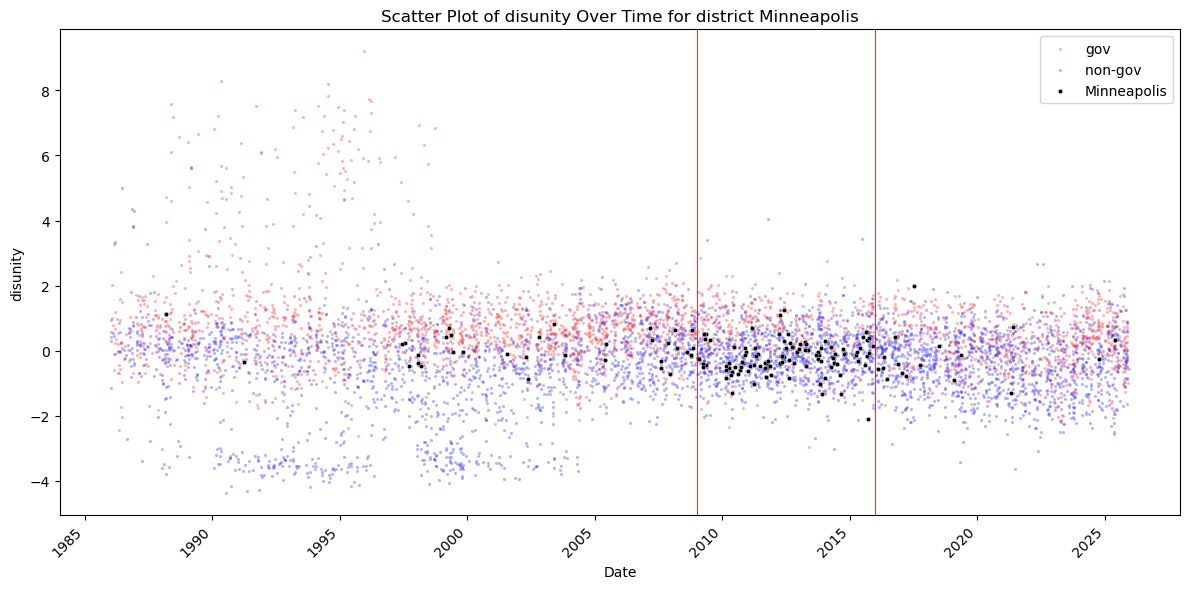 Scatter Plot of disunity Over Time for district Minneapolis
gov
non-gov
Minneapolis
disunity
8
6
4
2
0
−2
−4
1985
1990
1995
2000
2005
2010
2015
2020
2025
Date